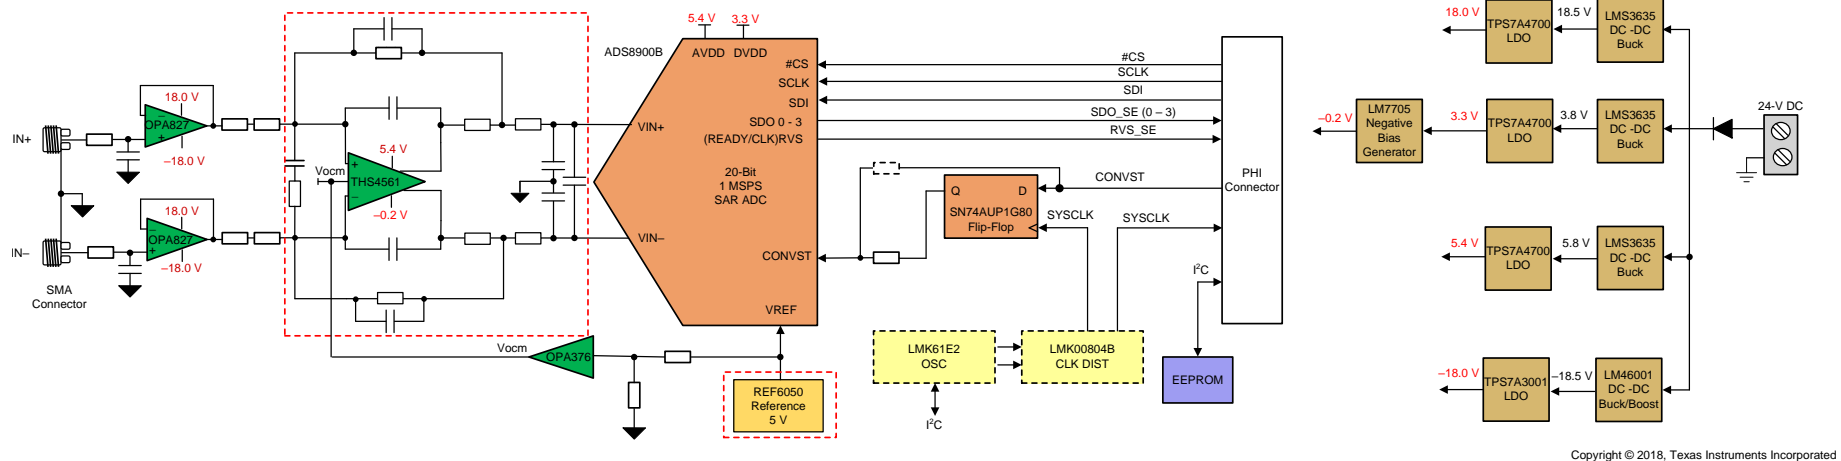 IN+
IN–
SMA
Connector
18.0 V
OPA827
–18.0 V
18.0 V
OPA827
–18.0 V
Vocm
5.4 V
THS4561
–0.2 V
Vocm
OPA376
ADS8900B
5.4 V
3.3 V
AVDD DVDD
#CS
SCLK
SDI
SDO 0 - 3
(READY/CLK)RVS
VIN+
20-Bit
1 MSPS
SAR ADC
VIN–
CONVST
VREF
REF6050
Reference
5 V
#CS
SCLK
SDI
SDO_SE (0 – 3)
RVS_SE
CONVST
Q D
SN74AUP1G80
Flip-Flop
SYSCLK
SYSCLK
LMK61E2
OSC
I²C
LMK00804B
CLK DIST
I²C
EEPROM
PHI
Connector
18.0 V
TPS7A4700
LDO
18.5 V
LMS3635
DC -DC
Buck
–0.2 V
LM7705
Negative
Bias
Generator
3.3 V
TPS7A4700
LDO
3.8 V
LMS3635
DC -DC
Buck
24-V DC
5.4 V
TPS7A4700
LDO
5.8 V
LMS3635
DC -DC
Buck
–18.0 V
TPS7A3001
LDO
–18.5 V
LM46001
DC -DC
Buck/Boost
Copyright © 2018, Texas Instruments Incorporated